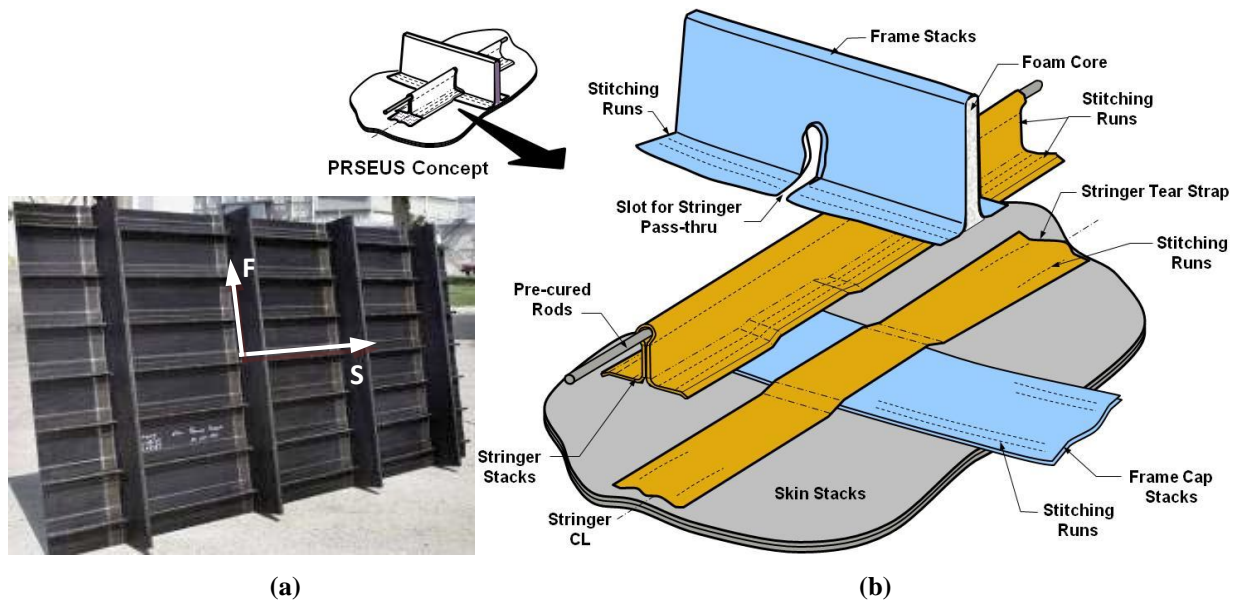 PRSEUS Concept
F
S
(a)
Frame Stacks
Foam Core
Stitching
Runs
Stitching
Runs
Slot for Stringer
Pass-thru
Stringer Tear Strap
Stitching
Runs
Pre-cured
Rods
Stringer
Stacks
Skin Stacks
Stringer
CL
Frame Cap
Stacks
Stitching
Runs
(b)